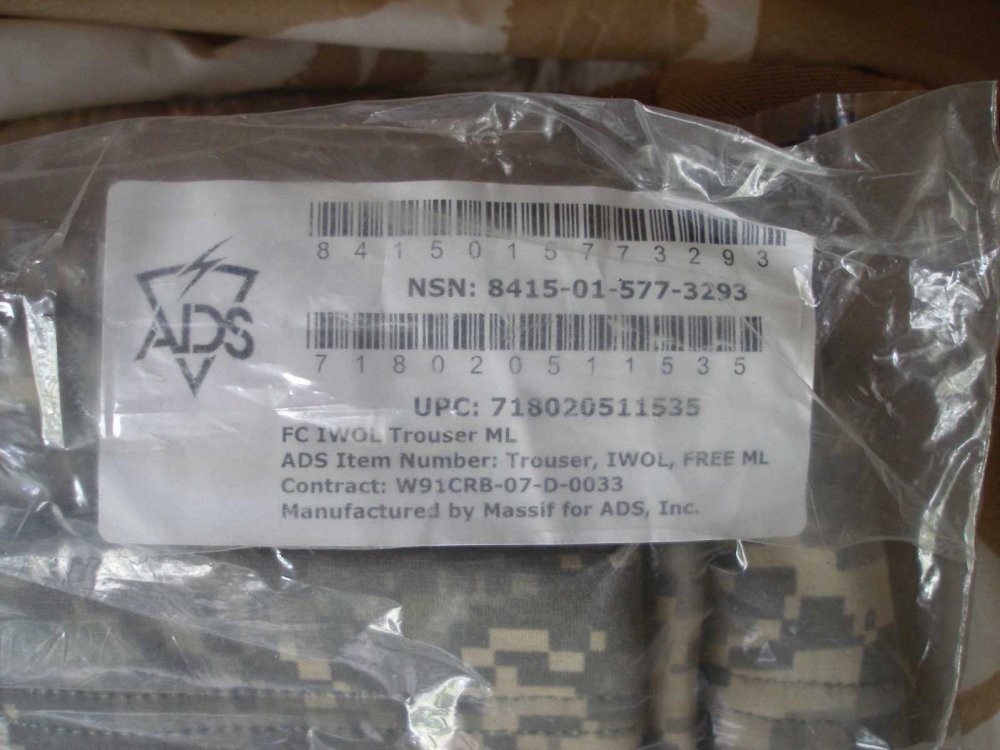 8415015773293
NSN: 8415-01-577-3293
ADS
718020511535
UPC: 718020511535
FC IWOL Trouser ML
ADS Item Number: Trouser, IWOL, FREE ML
Contract: W91CRB-07-D-0033
Manufactured by Massif for ADS, Inc.